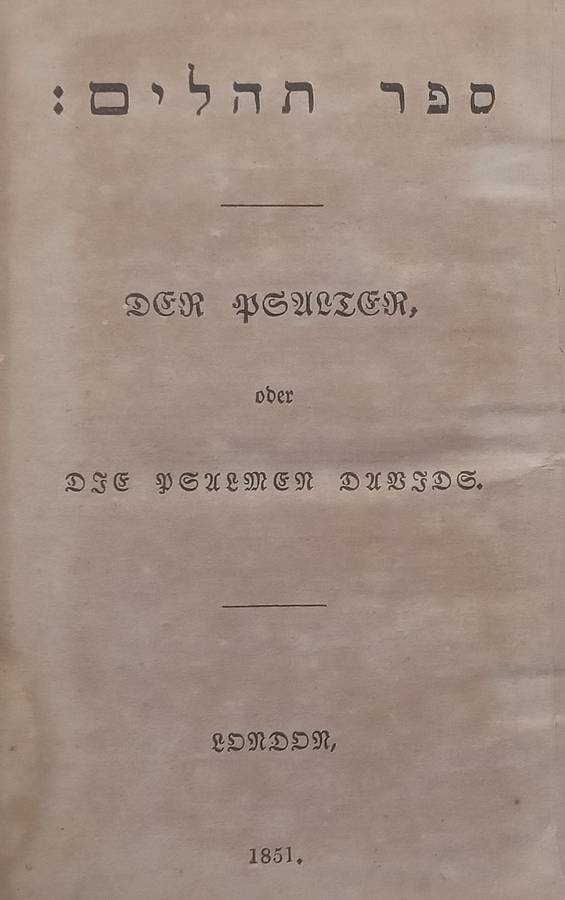 ספר תהלים:
DER PSALTER,
oder
DIE PSALMEN DAVIDS.
LONDON,
1851.